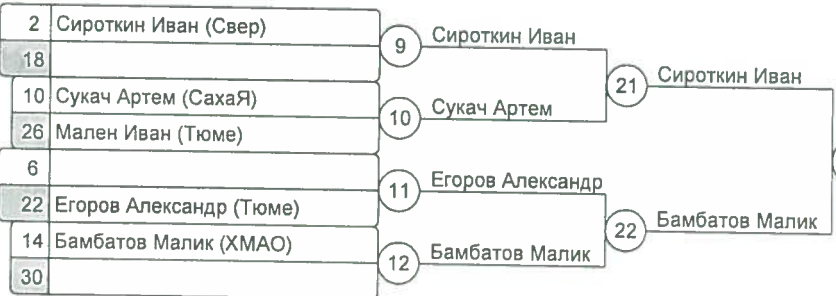 2 Сироткин Иван (Свер)
18
10 Сукач Артем (СахаЯ)
26 Мален Иван (Тюме)
6
22 Егоров Александр (Тюме)
14 Бамбатов Малик (ХМАО)
30
9 Сироткин Иван
10 Сукач Артем
11 Егоров Александр
12 Бамбатов Малик
21 Сироткин Иван
22 Бамбатов Малик